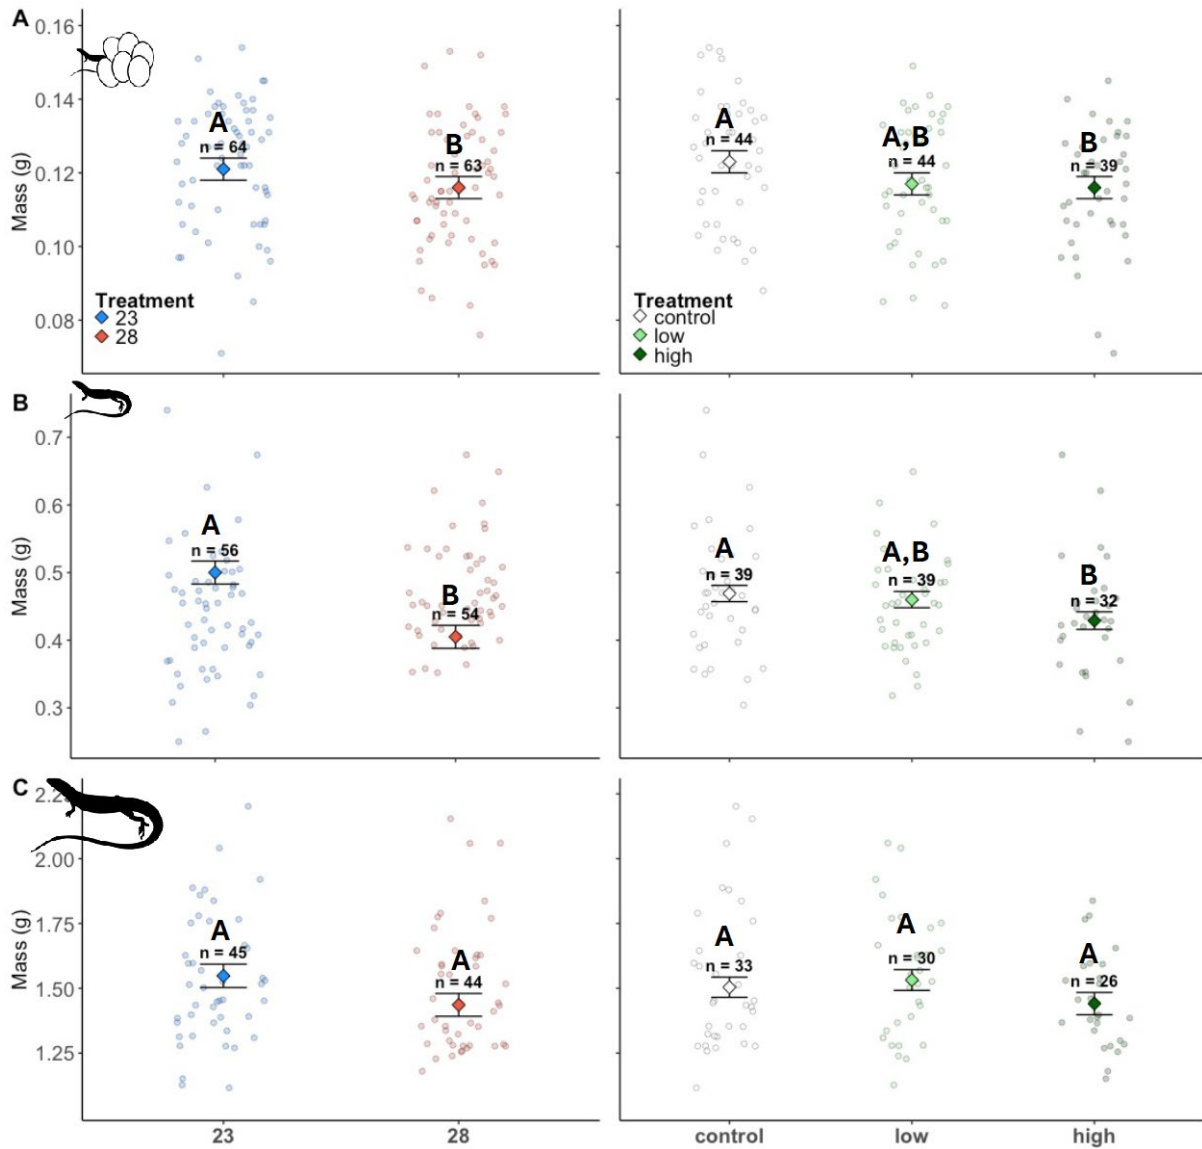 A
0.16
0.14
0.12
0.10
0.08
Mass (g)
A
n = 64
B
n = 63
Treatment
23
28
A
n = 44
A,B
n = 44
B
n = 39
Treatment
control
low
high
B
0.7
0.6
0.5
0.4
0.3
Mass (g)
A
n = 56
B
n = 54
A
n = 39
A,B
n = 39
B
n = 32
C
2.00
1.75
1.50
1.25
Mass (g)
A
n = 45
A
n = 44
A
n = 33
A
n = 30
A
n = 26
23
28
control
low
high